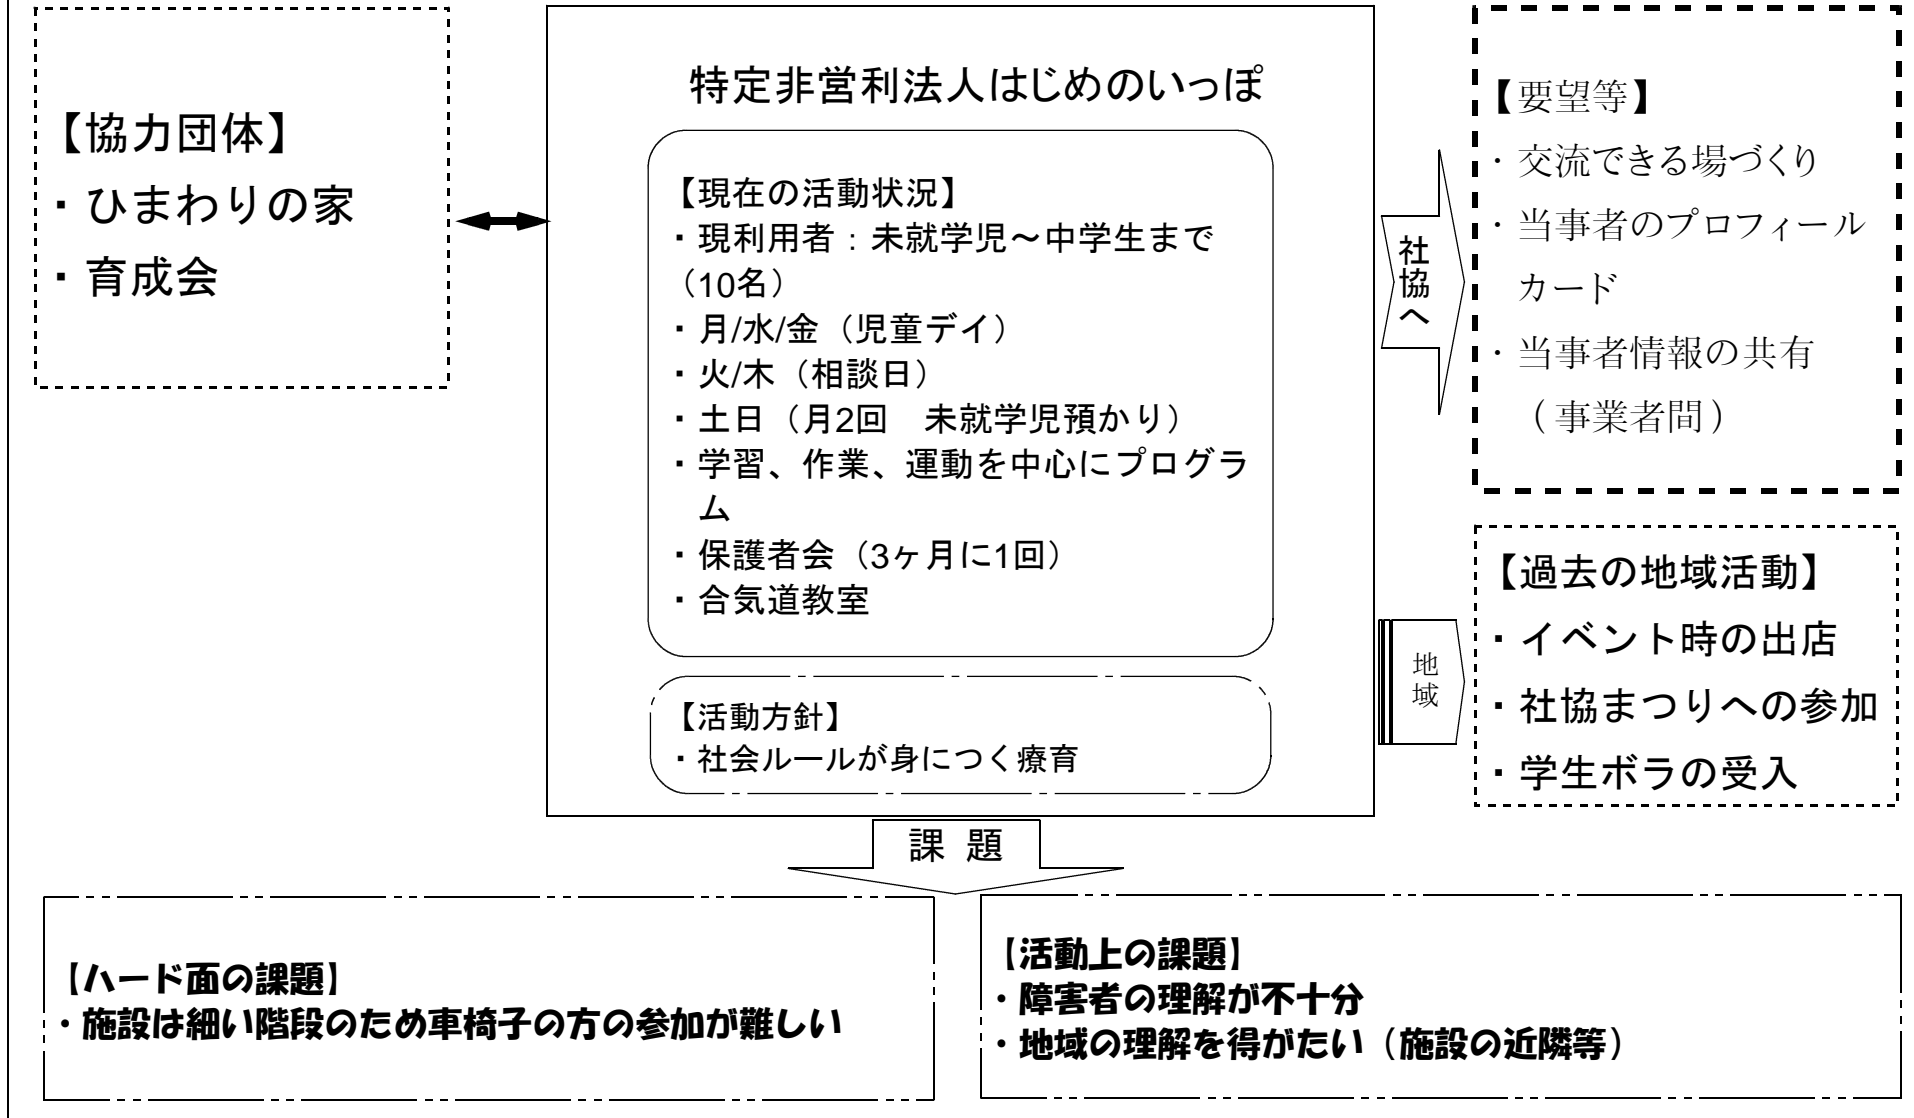 【協力団体】
・ひまわりの家
・育成会
特定非営利法人はじめのいっぽ
【現在の活動状況】
・現利用者：未就学児～中学生まで
（10名）
・月/水/金（児童デイ）
・火/木（相談日）
・土日（月2回　未就学児預かり）
・学習、作業、運動を中心にプログラ
ム
・保護者会（3ヶ月に1回）
・合気道教室
【活動方針】
・社会ルールが身につく療育
社協へ
【要望等】
・交流できる場づくり
・当事者のプロフィール
カード
・当事者情報の共有
（事業者間）
地域
【過去の地域活動】
・イベント時の出店
・社協まつりへの参加
・学生ボラの受入
課 題
【ハード面の課題】
・施設は細い階段のため車椅子の方の参加が難しい
【活動上の課題】
・障害者の理解が不十分
・地域の理解を得がたい（施設の近隣等）